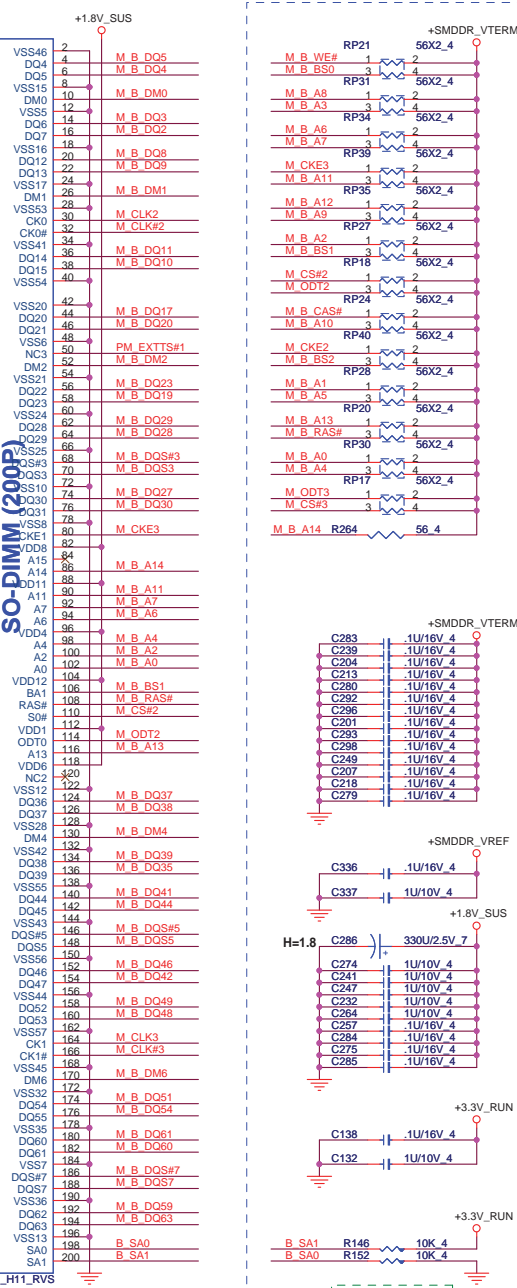 +1.8V_SUS
SO-DIMM (200P)
VSS46 2
DQ4 4 M_B_DQ5
DQ5 6 M_B_DQ4
VSS15 8
DM0 10 M_B_DM0
VSS5 12
DQ6 14 M_B_DQ3
DQ7 16 M_B_DQ2
VSS16 18
DQ12 20 M_B_DQ8
DQ13 22 M_B_DQ9
VSS17 24
DM1 26 M_B_DM1
VSS53 28
CK0 30 M_CLK2
CK0# 32 M_CLK#2
VSS41 34
DQ14 36 M_B_DQ11
DQ15 38 M_B_DQ10
VSS54 40
VSS20 42
DQ20 44 M_B_DQ17
DQ21 46 M_B_DQ20
VSS6 48
NC3 50 PM_EXTTS#1
DM2 52 M_B_DM2
VSS21 54
DQ22 56 M_B_DQ23
DQ23 58 M_B_DQ19
VSS24 60
DQ28 62 M_B_DQ29
DQ29 64 M_B_DQ28
VSS25 66
DQS#3 68 M_B_DQS#3
DQS3 70 M_B_DQS3
VSS10 72
DQ30 74 M_B_DQ27
DQ31 76 M_B_DQ30
VSS8 78
CKE1 80 M_CKE3
VDD8 82
A15 84
A14 86 M_B_A14
VDD11 88
A11 90 M_B_A11
A7 92 M_B_A7
A6 94 M_B_A6
VDD4 96
A4 98 M_B_A4
A2 100 M_B_A2
A0 102 M_B_A0
VDD12 104
BA1 106 M_B_BS1
RAS# 108 M_B_RAS#
S0# 110 M_CS#2
VDD1 112
ODT0 114 M_ODT2
A13 116 M_B_A13
VDD6 118
NC2 120
VSS12 122
DQ36 124 M_B_DQ37
DQ37 126 M_B_DQ38
VSS28 128
DM4 130 M_B_DM4
VSS42 132
DQ38 134 M_B_DQ39
DQ39 136 M_B_DQ35
VSS55 138
DQ44 140 M_B_DQ41
DQ45 142 M_B_DQ44
VSS43 144
DQS#5 146 M_B_DQS#5
DQS5 148 M_B_DQS5
VSS56 150
DQ46 152 M_B_DQ46
DQ47 154 M_B_DQ42
VSS44 156
DQ52 158 M_B_DQ49
DQ53 160 M_B_DQ48
VSS57 162
CK1 164 M_CLK3
CK1# 166 M_CLK#3
VSS45 168
DM6 170 M_B_DM6
VSS32 172
DQ54 174 M_B_DQ51
DQ55 176 M_B_DQ54
VSS35 178
DQ60 180 M_B_DQ61
DQ61 182 M_B_DQ60
VSS7 184
DQS#7 186 M_B_DQS#7
DQS7 188 M_B_DQS7
VSS36 190
DQ62 192 M_B_DQ59
DQ63 194 M_B_DQ63
VSS13 196
SA0 198 B_SA0
SA1 200 B_SA1
_H11_RVS
+SMDDR_VTERM
RP21 56X2_4
M_B_WE# 1 2
M_B_BS0 3 4
RP31 56X2_4
M_B_A8 1 2
M_B_A3 3 4
RP34 56X2_4
M_B_A6 1 2
M_B_A7 3 4
RP39 56X2_4
M_CKE3 1 2
M_B_A11 3 4
RP35 56X2_4
M_B_A12 1 2
M_B_A9 3 4
RP27 56X2_4
M_B_A2 1 2
M_B_BS1 3 4
RP18 56X2_4
M_CS#2 1 2
M_ODT2 3 4
RP24 56X2_4
M_B_CAS# 1 2
M_B_A10 3 4
RP40 56X2_4
M_CKE2 1 2
M_B_BS2 3 4
RP28 56X2_4
M_B_A1 1 2
M_B_A5 3 4
RP20 56X2_4
M_B_A13 1 2
M_B_RAS# 3 4
RP30 56X2_4
M_B_A0 1 2
M_B_A4 3 4
RP17 56X2_4
M_ODT3 1 2
M_CS#3 3 4
M_B_A14 R264 56_4
+SMDDR_VTERM
C283 .1U/16V_4
C239 .1U/16V_4
C204 .1U/16V_4
C213 .1U/16V_4
C280 .1U/16V_4
C292 .1U/16V_4
C296 .1U/16V_4
C201 .1U/16V_4
C293 .1U/16V_4
C298 .1U/16V_4
C249 .1U/16V_4
C207 .1U/16V_4
C218 .1U/16V_4
C279 .1U/16V_4
+SMDDR_VREF
C336 .1U/16V_4
C337 1U/10V_4
+1.8V_SUS
H=1.8 C286 + 330U/2.5V_7
C274 1U/10V_4
C241 1U/10V_4
C247 1U/10V_4
C232 1U/10V_4
C264 1U/10V_4
C257 .1U/16V_4
C284 .1U/16V_4
C275 .1U/16V_4
C285 .1U/16V_4
+3.3V_RUN
C138 .1U/16V_4
C132 1U/10V_4
+3.3V_RUN
B_SA1 R146 10K_4
B_SA0 R152 10K_4